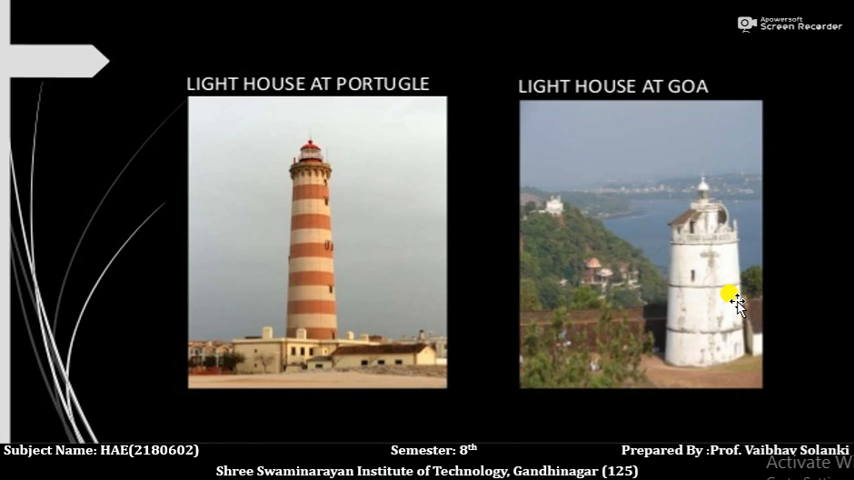 Apowersoft
Screen Recorder
LIGHT HOUSE AT PORTUGLE
LIGHT HOUSE AT GOA
Subject Name: HAE(2180602)
Semester: 8th
Prepared By :Prof. Vaibhav Solanki
Shree Swaminarayan Institute of Technology, Gandhinagar (125)
Activate W